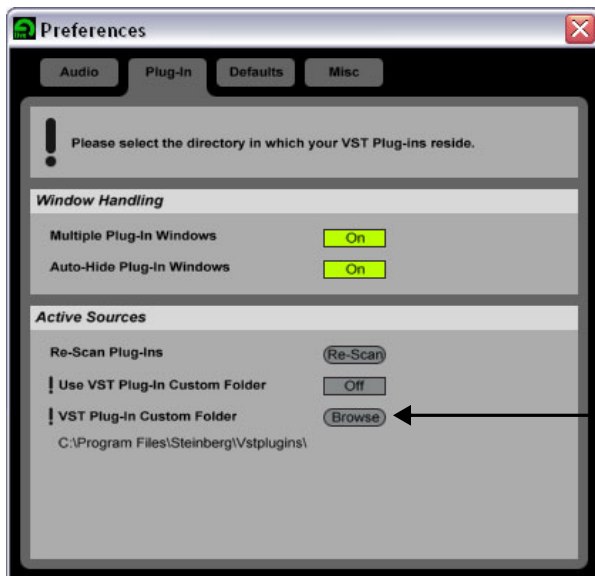 Preferences
Audio Plug-In Defaults Misc
! Please select the directory in which your VST Plug-ins reside.
Window Handling
Multiple Plug-In Windows On
Auto-Hide Plug-In Windows On
Active Sources
Re-Scan Plug-Ins Re-Scan
! Use VST Plug-In Custom Folder Off
! VST Plug-In Custom Folder Browse
C:\Program Files\Steinberg\Vstplugins\